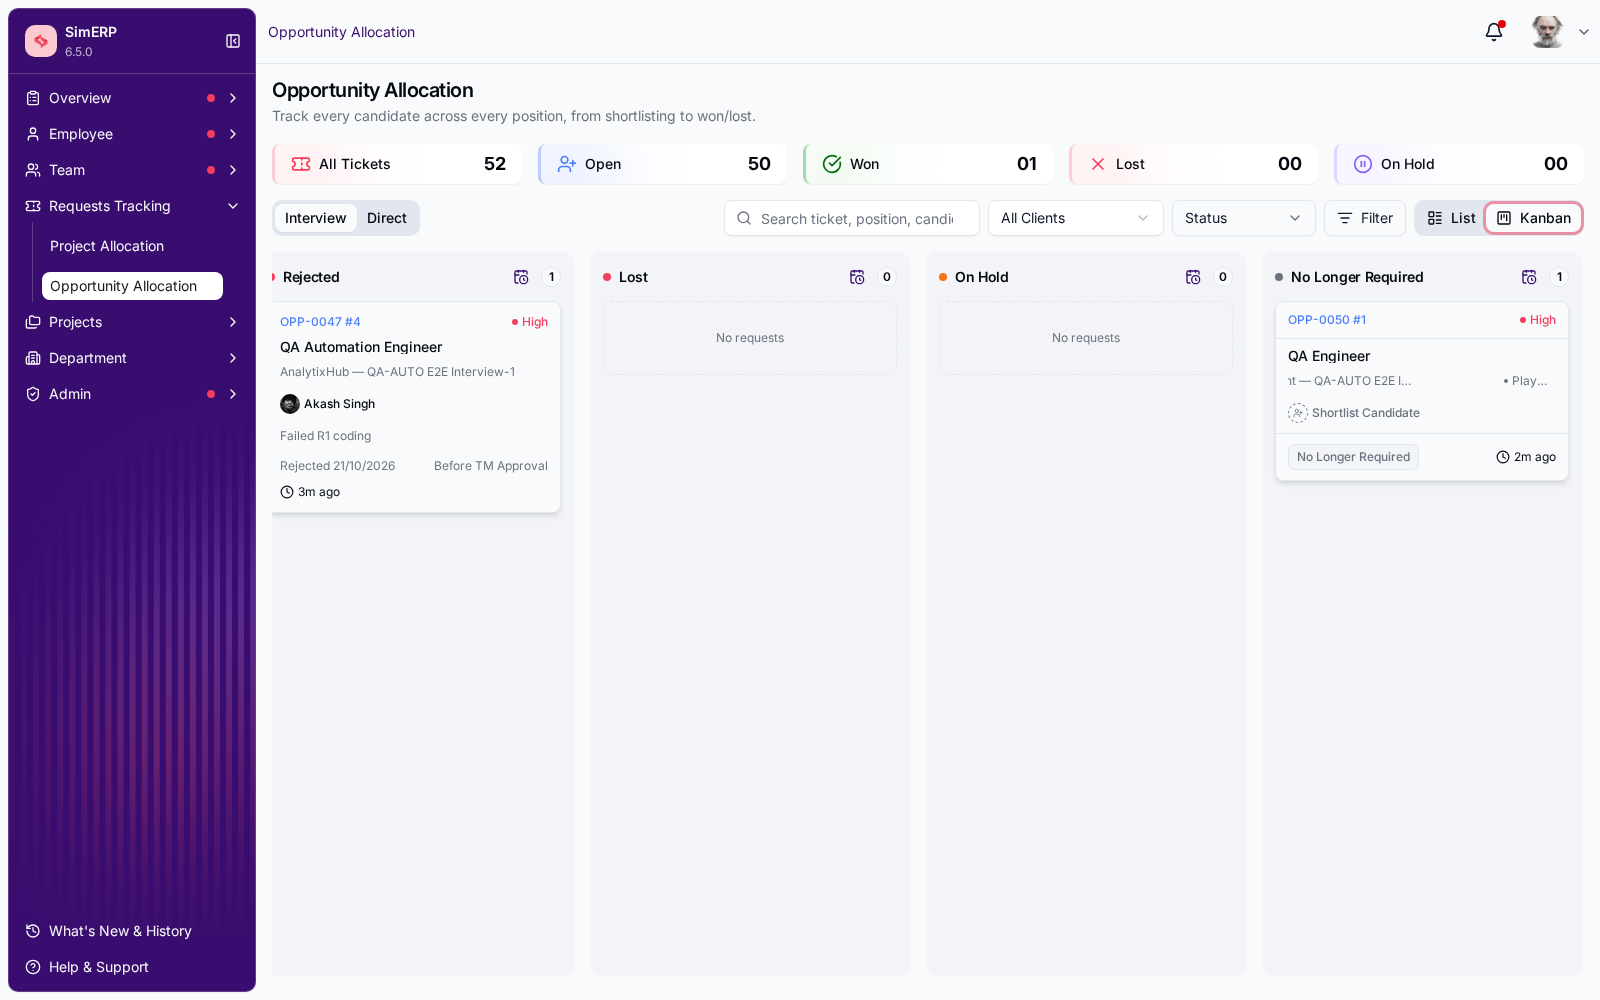 SimERP
6.5.0
Overview
Employee
Team
Requests Tracking
Project Allocation
Opportunity Allocation
Projects
Department
Admin
What's New & History
Help & Support
Opportunity Allocation
Opportunity Allocation
Track every candidate across every position, from shortlisting to won/lost.
All Tickets 52
Open 50
Won 01
Lost 00
On Hold 00
Interview Direct
Search ticket, position, candi
All Clients
Status
Filter
List
Kanban
Rejected 1
OPP-0047 #4 High
QA Automation Engineer
AnalytixHub — QA-AUTO E2E Interview-1
Akash Singh
Failed R1 coding
Rejected 21/10/2026 Before TM Approval
3m ago
Lost 0
No requests
On Hold 0
No requests
No Longer Required 1
OPP-0050 #1 High
QA Engineer
nt — QA-AUTO E2E I... • Play...
Shortlist Candidate
No Longer Required 2m ago